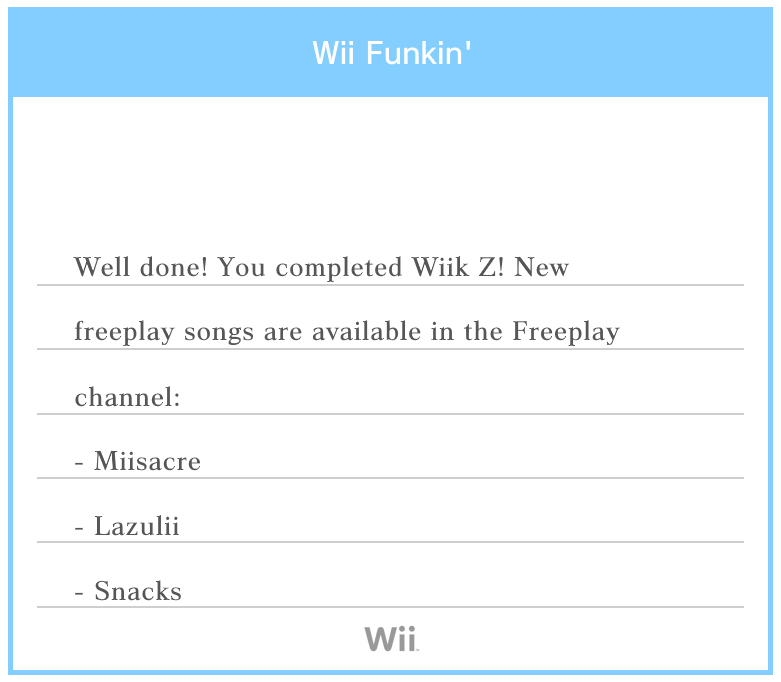 Wii Funkin'
Well done! You completed Wiik Z! New
freeplay songs are available in the Freeplay
channel:
- Miisacre
- Lazulii
- Snacks
Wii